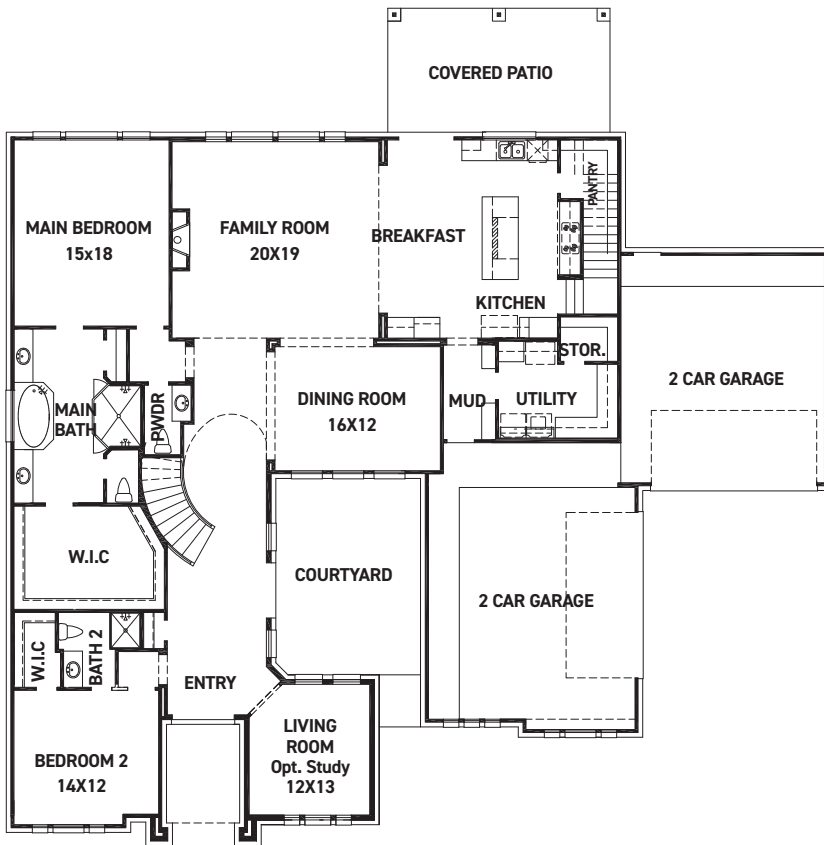 COVERED PATIO
MAIN BEDROOM
15x18
FAMILY ROOM
20X19
BREAKFAST
PANTRY
KITCHEN
STOR.
2 CAR GARAGE
MAIN
BATH
PWDR
DINING ROOM
16X12
MUD
UTILITY
W.I.C
COURTYARD
2 CAR GARAGE
W.I.C
BATH 2
ENTRY
LIVING
ROOM
Opt. Study
12X13
BEDROOM 2
14X12